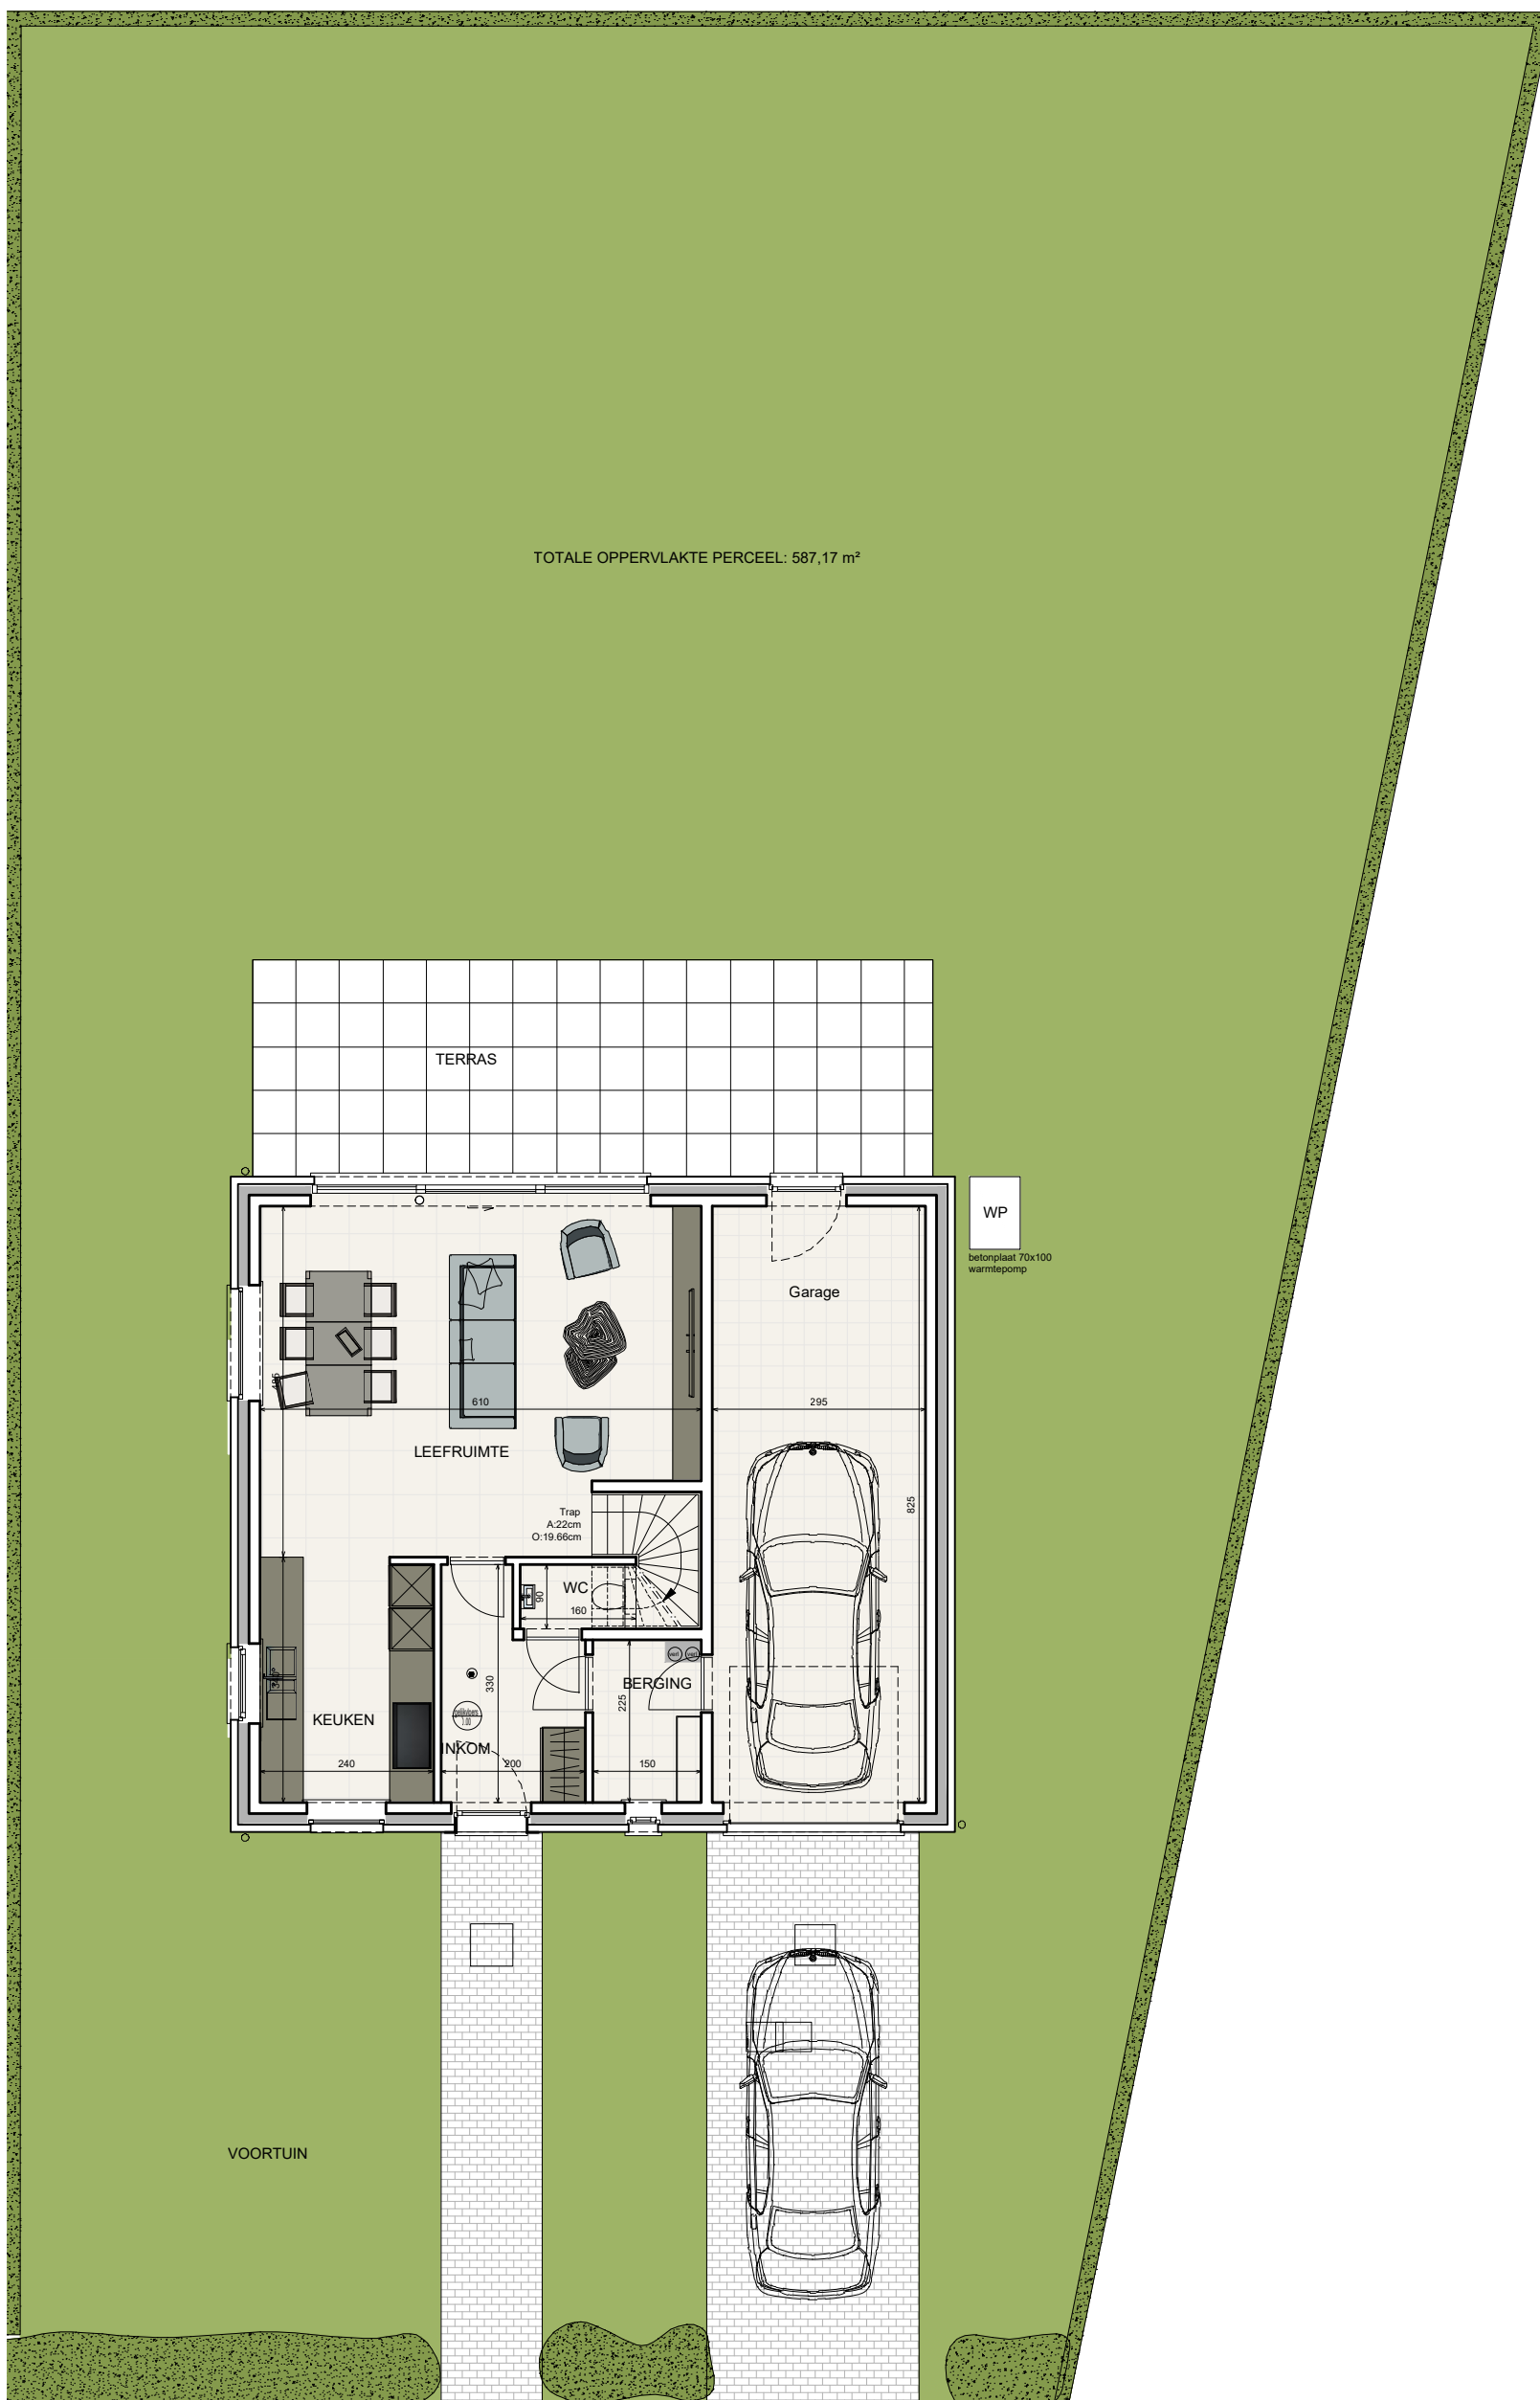 TOTALE OPPERVLAKTE PERCEEL: 587,17 m²
TERRAS
WP
betonplaat 70x100
warmtepomp
Garage
485
610
295
LEEFRUIMTE
825
Trap
A:22cm
O:19.66cm
WC
90
160
330
BERGING
225
KEUKEN
INKOM
240
200
150
VOORTUIN